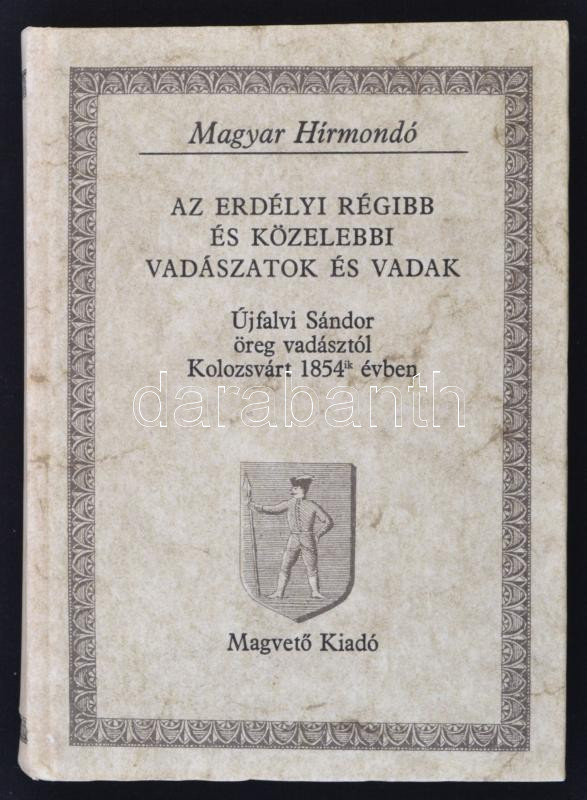 Magyar Hírmondó
AZ ERDÉLYI RÉGIBB
ÉS KÖZELEBBI
VADÁSZATOK ÉS VADAK
Újfalvi Sándor
öreg vadásztól
Kolozsvárt 1854ik évben
darabanth
Magvető Kiadó